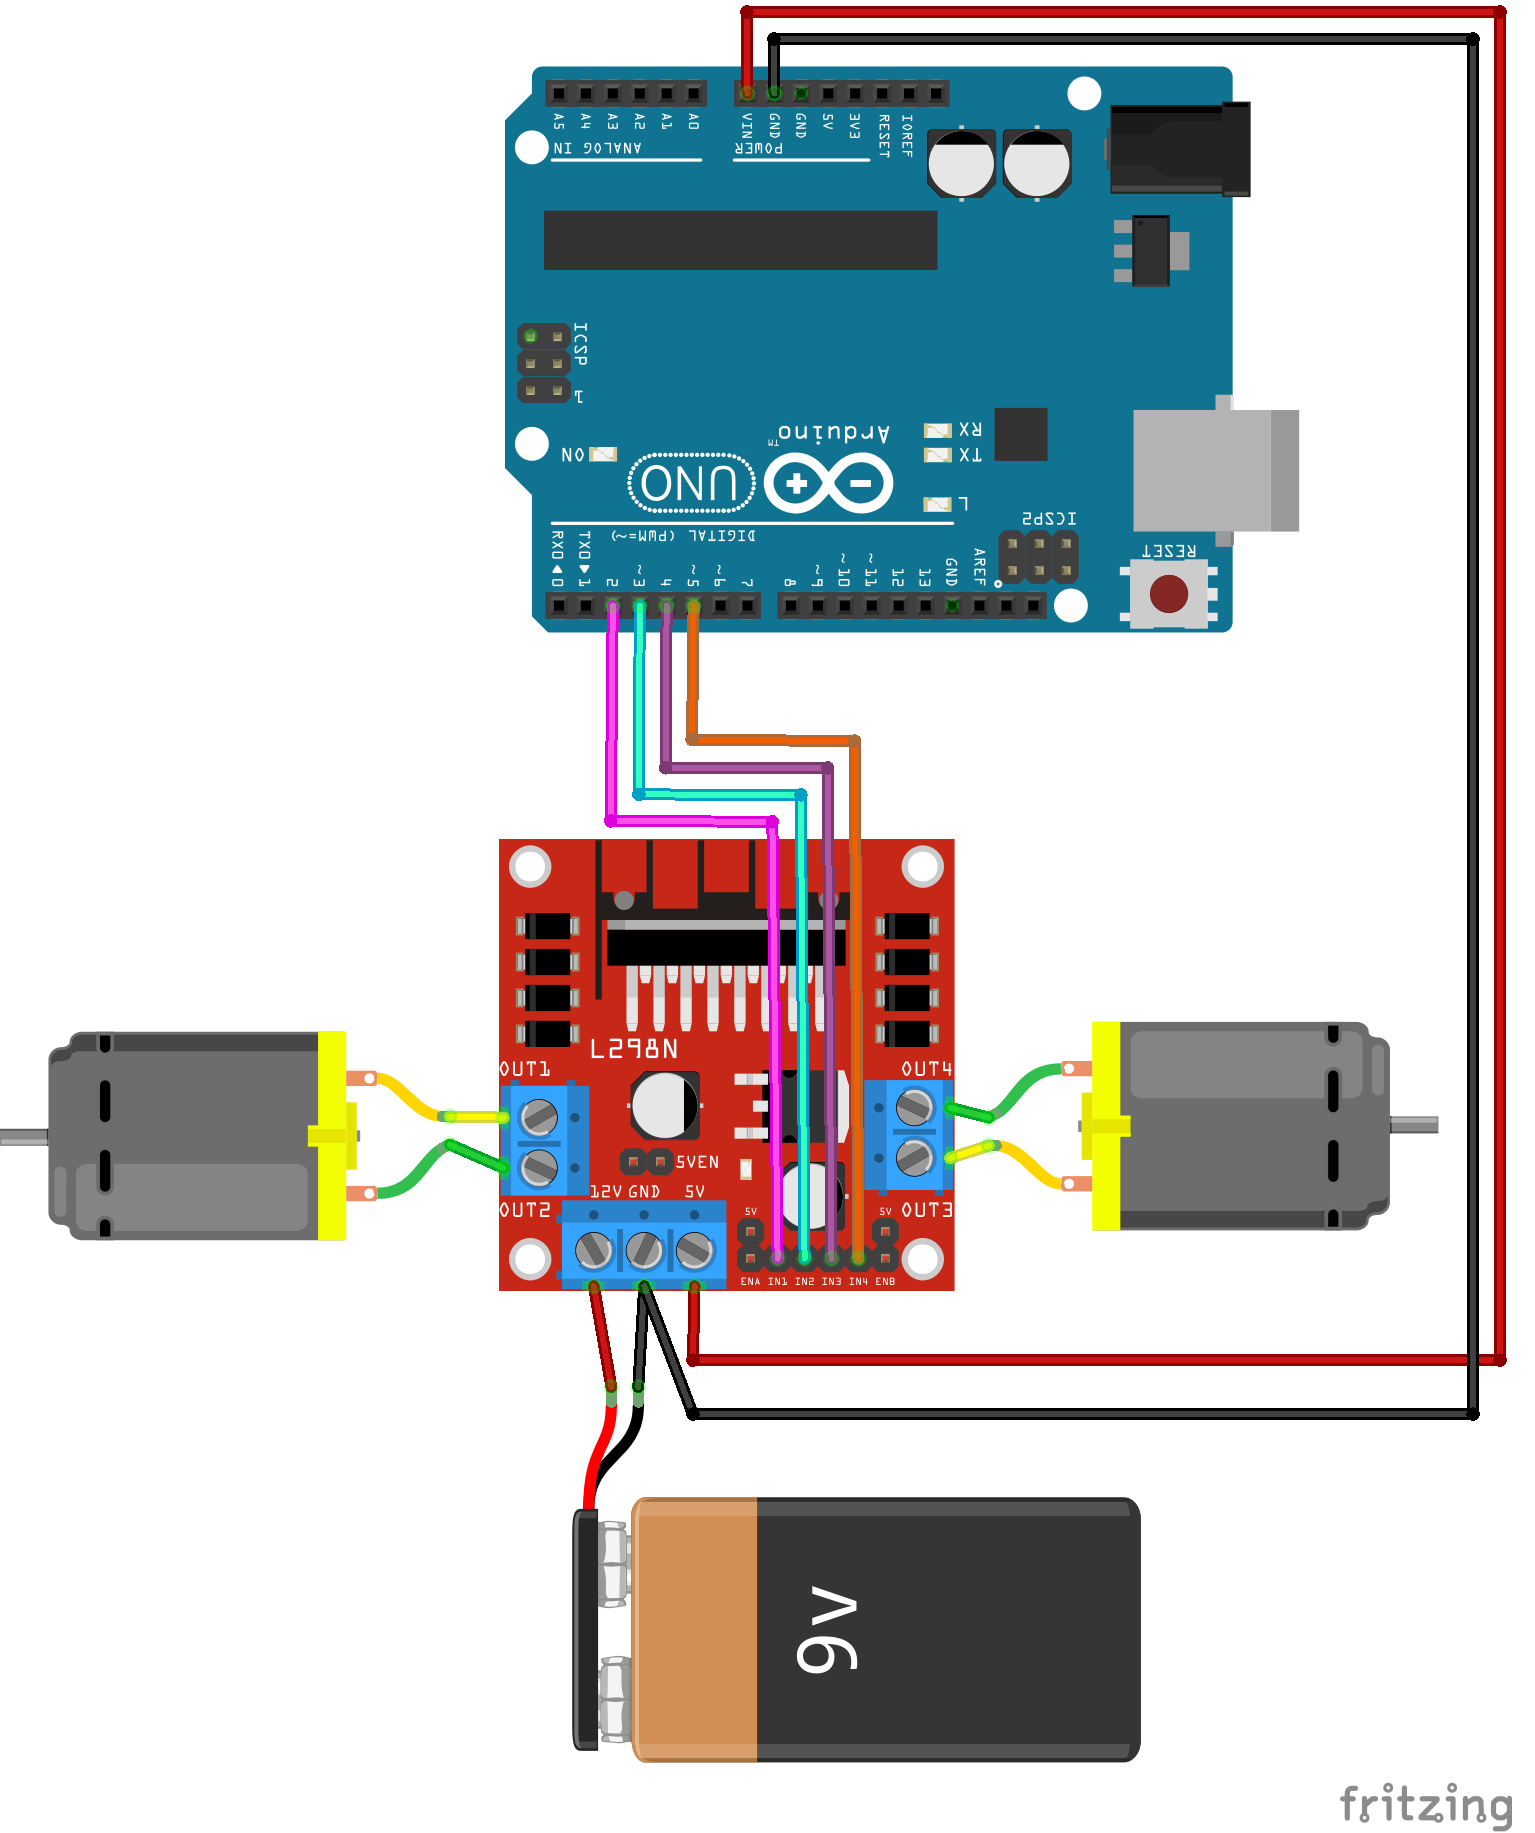 A5 A4 A3 A2 A1 A0
VIN GND GND 5V 3V3 RESET IOREF
ANALOG IN
POWER
ICSP
1
ON
UNO
Arduino™
RX
TX
L
ICSP2
RESET
DIGITAL (PWM=~)
RX0◀0 TX0▶1 2 ~3 4 ~5 ~6 7
8 ~9 ~10 ~11 12 13 GND AREF
L298N
OUT1
OUT4
5VEN
12V GND 5V
OUT2
OUT3
5V
5V
ENA IN1 IN2 IN3 IN4 ENB
9v
fritzing